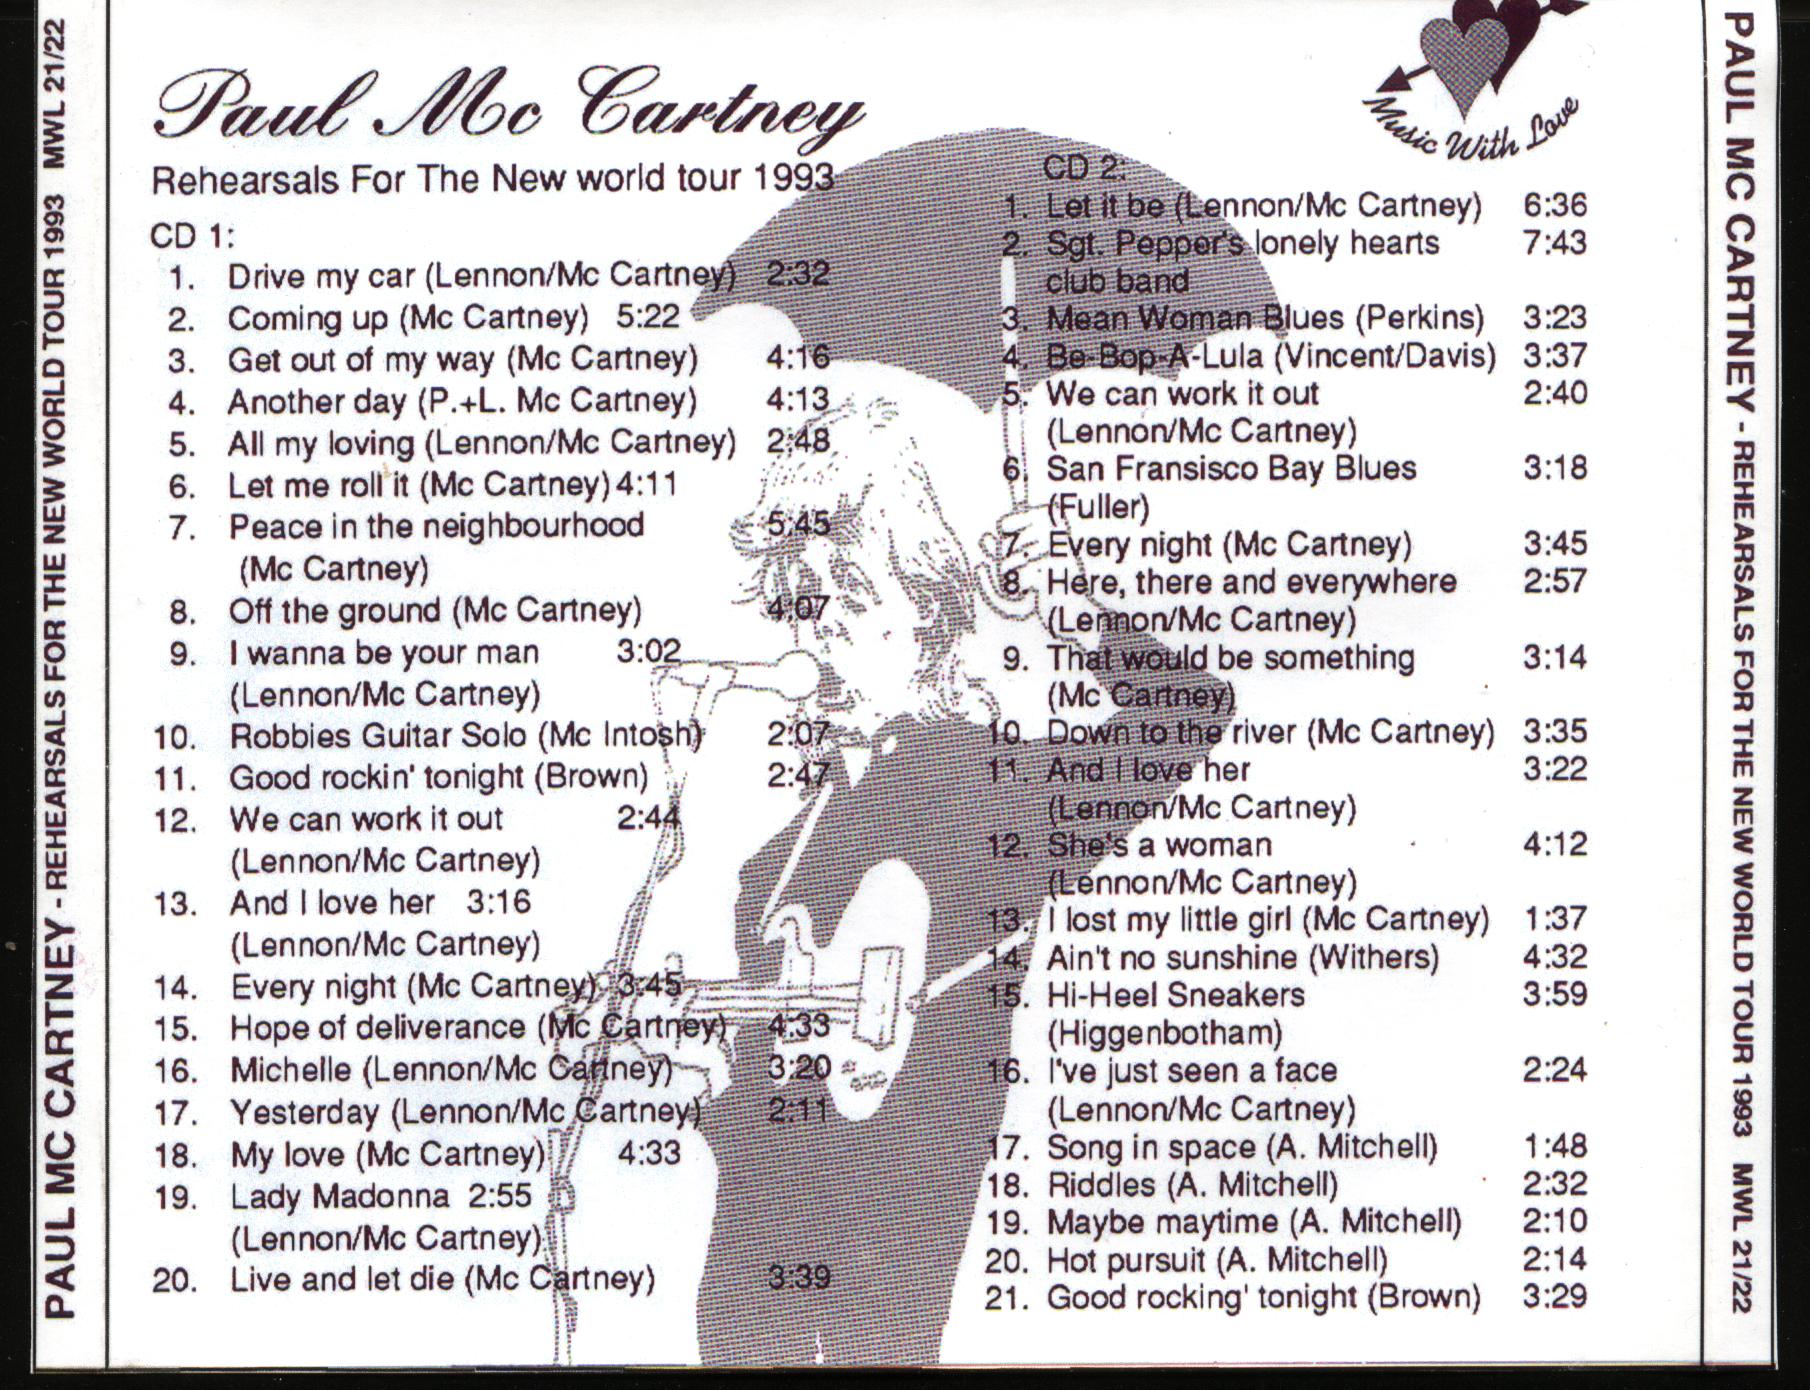 PAUL MC CARTNEY - REHEARSALS FOR THE NEW WORLD TOUR 1993 MWL 21/22
Paul Mc Cartney
Rehearsals For The New world tour 1993
CD 1:
1. Drive my car (Lennon/Mc Cartney) 2:32
2. Coming up (Mc Cartney) 5:22
3. Get out of my way (Mc Cartney) 4:16
4. Another day (P.+L. Mc Cartney) 4:13
5. All my loving (Lennon/Mc Cartney) 2:48
6. Let me roll it (Mc Cartney) 4:11
7. Peace in the neighbourhood 5:45
(Mc Cartney)
8. Off the ground (Mc Cartney) 4:07
9. I wanna be your man 3:02
(Lennon/Mc Cartney)
10. Robbies Guitar Solo (Mc Intosh) 2:07
11. Good rockin' tonight (Brown) 2:47
12. We can work it out 2:44
(Lennon/Mc Cartney)
13. And I love her 3:16
(Lennon/Mc Cartney)
14. Every night (Mc Cartney) 3:45
15. Hope of deliverance (Mc Cartney) 4:33
16. Michelle (Lennon/Mc Cartney) 3:20
17. Yesterday (Lennon/Mc Cartney) 2:11
18. My love (Mc Cartney) 4:33
19. Lady Madonna 2:55
(Lennon/Mc Cartney)
20. Live and let die (Mc Cartney) 3:39
Music With Love
CD 2:
1. Let it be (Lennon/Mc Cartney) 6:36
2. Sgt. Pepper's lonely hearts 7:43
club band
3. Mean Woman Blues (Perkins) 3:23
4. Be-Bop-A-Lula (Vincent/Davis) 3:37
5. We can work it out 2:40
(Lennon/Mc Cartney)
6. San Fransisco Bay Blues 3:18
(Fuller)
7. Every night (Mc Cartney) 3:45
8. Here, there and everywhere 2:57
(Lennon/Mc Cartney)
9. That would be something 3:14
(Mc Cartney)
10. Down to the river (Mc Cartney) 3:35
11. And I love her 3:22
(Lennon/Mc Cartney)
12. She's a woman 4:12
(Lennon/Mc Cartney)
13. I lost my little girl (Mc Cartney) 1:37
14. Ain't no sunshine (Withers) 4:32
15. Hi-Heel Sneakers 3:59
(Higgenbotham)
16. I've just seen a face 2:24
(Lennon/Mc Cartney)
17. Song in space (A. Mitchell) 1:48
18. Riddles (A. Mitchell) 2:32
19. Maybe maytime (A. Mitchell) 2:10
20. Hot pursuit (A. Mitchell) 2:14
21. Good rocking' tonight (Brown) 3:29
PAUL MC CARTNEY - REHEARSALS FOR THE NEW WORLD TOUR 1993 MWL 21/22